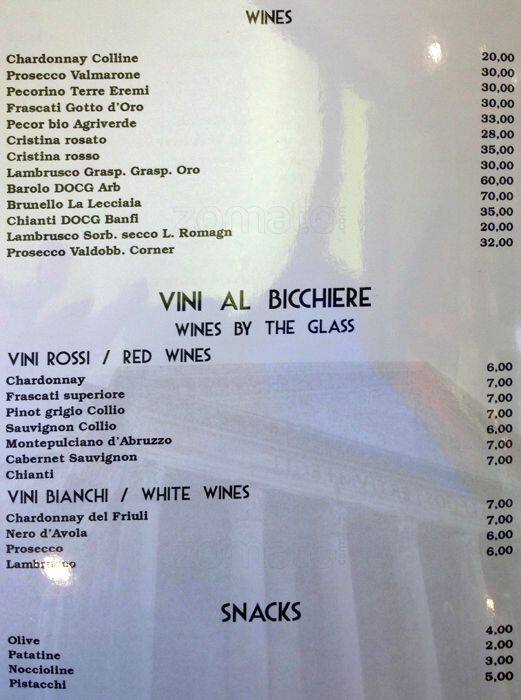 WINES
Chardonnay Colline 20,00
Prosecco Valmarone 30,00
Pecorino Terre Eremi 30,00
Frascati Gotto d'Oro 30,00
Pecor bio Agriverde 33,00
Cristina rosato 28,00
Cristina rosso 35,00
Lambrusco Grasp. Grasp. Oro 30,00
Barolo DOCG Arb 60,00
Brunello La Lecciaia 70,00
zomato
Chianti DOCG Banfi 35,00
Lambrusco Sorb. secco L. Romagn 20,00
Prosecco Valdobb. Corner 32,00
VINI AL BICCHIERE
WINES BY THE GLASS
VINI ROSSI / RED WINES
Chardonnay 6,00
Frascati superiore 7,00
Pinot grigio Collio 7,00
Sauvignon Collio 7,00
Montepulciano d'Abruzzo 6,00
Cabernet Sauvignon 7,00
Chianti 7,00
VINI BIANCHI / WHITE WINES
Chardonnay del Friuli 7,00
Nero d'Avola 7,00
Prosecco 6,00
Lambrusco 6,00
SNACKS
Olive 4,00
Patatine 2,00
Noccioline 3,00
Pistacchi 5,00